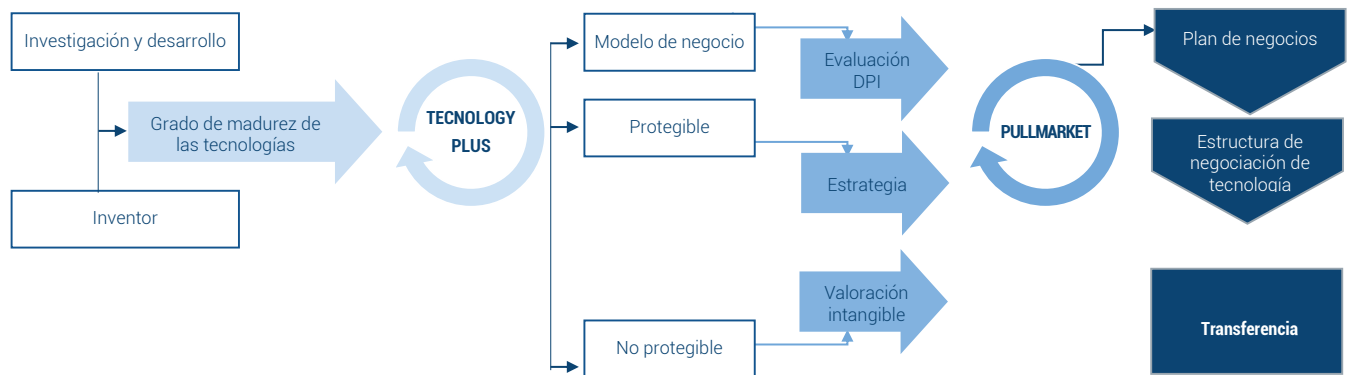 Investigación y desarrollo
Grado de madurez de
las tecnologías
Inventor
TECNOLOGY
PLUS
Modelo de negocio
Protegible
No protegible
Evaluación
DPI
Estrategia
Valoración
intangible
PULLMARKET
Plan de negocios
Estructura de
negociación de
tecnología
Transferencia